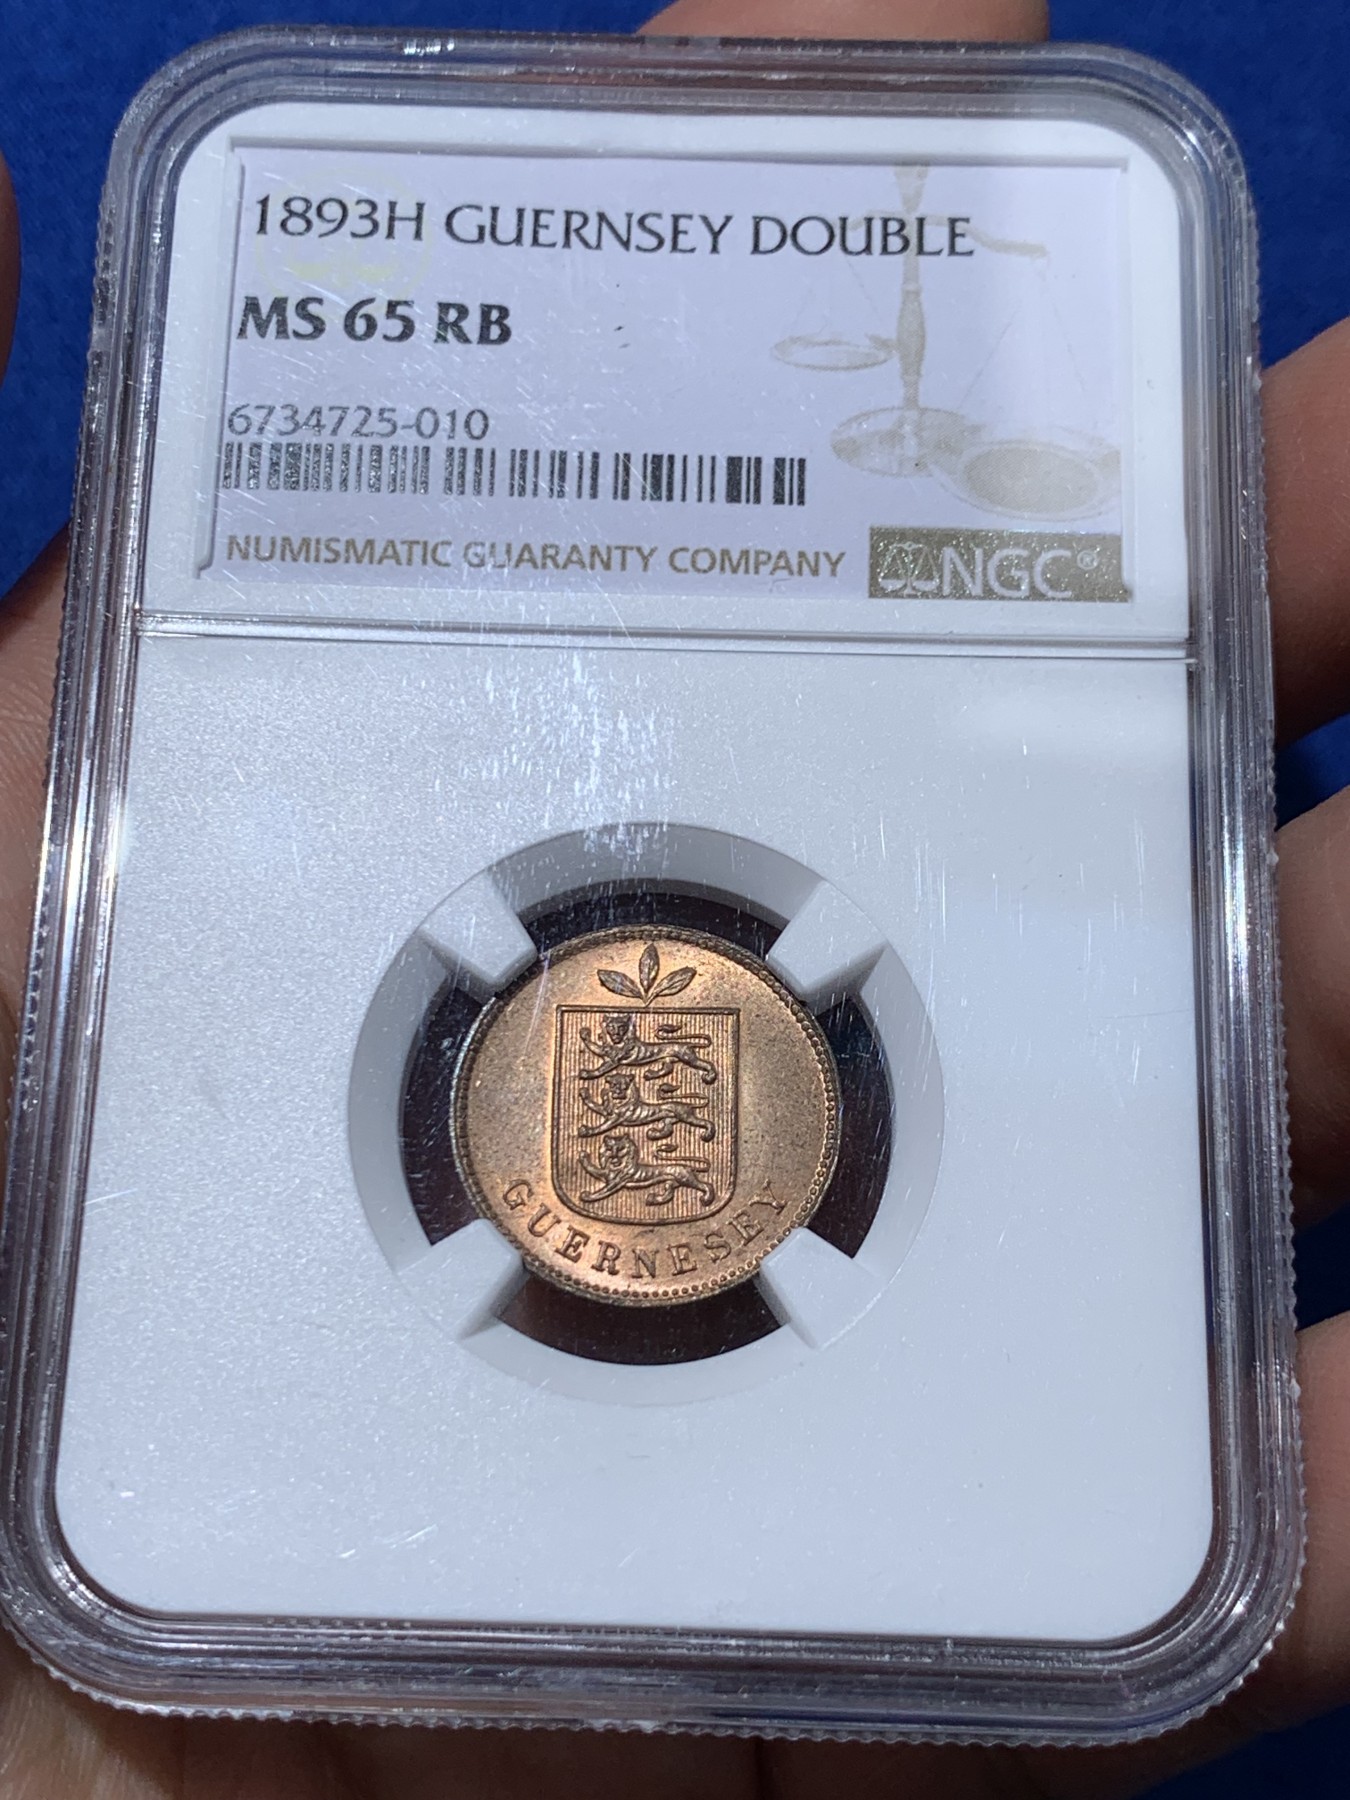 1893H GUERNSEY DOUBLE
MS 65 RB
6734725-010
NUMISMATIC GUARANTY COMPANY
NGC®
GUERNESEY